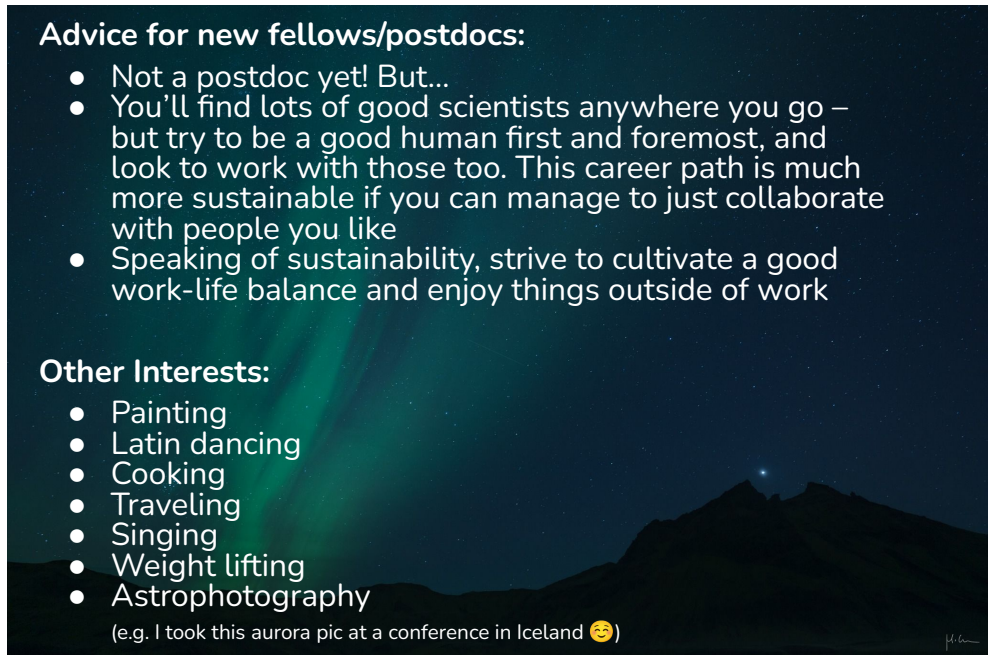 Advice for new fellows/postdocs:
● Not a postdoc yet! But...
● You'll find lots of good scientists anywhere you go –
but try to be a good human first and foremost, and
look to work with those too. This career path is much
more sustainable if you can manage to just collaborate
with people you like
● Speaking of sustainability, strive to cultivate a good
work-life balance and enjoy things outside of work
Other Interests:
● Painting
● Latin dancing
● Cooking
● Traveling
● Singing
● Weight lifting
● Astrophotography
(e.g. I took this aurora pic at a conference in Iceland ☺️)